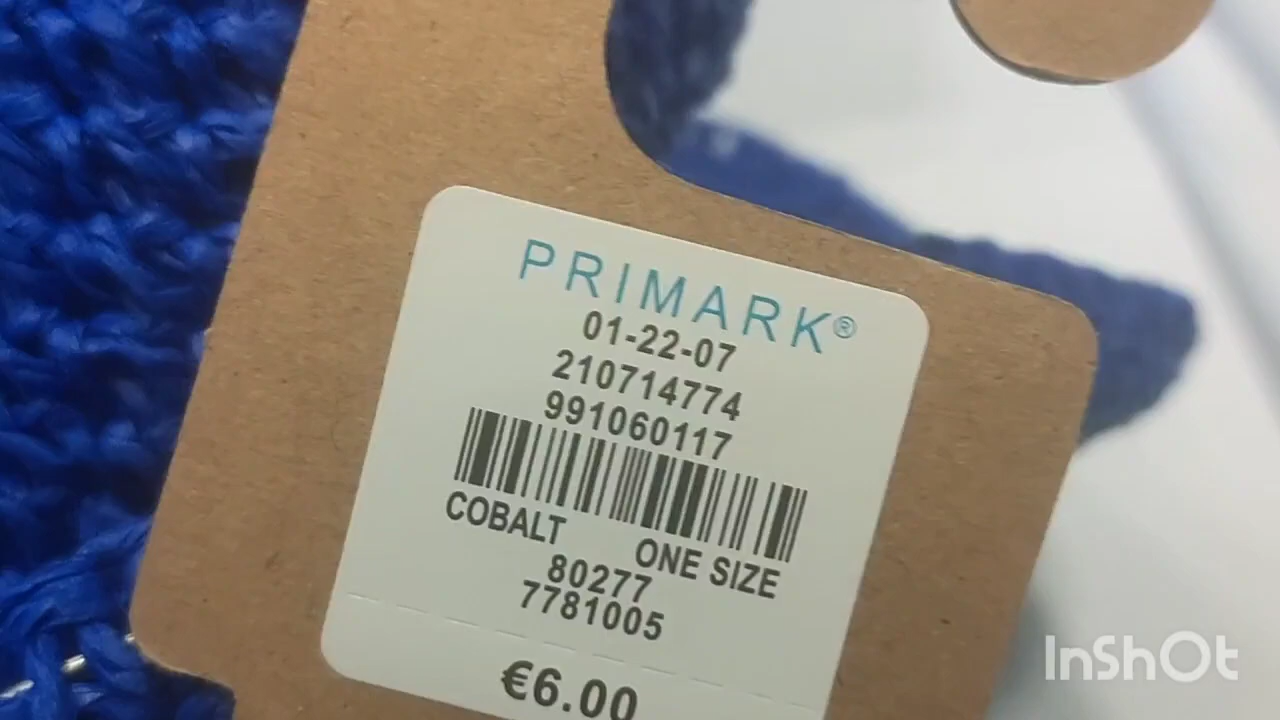 PRIMARK®
01-22-07
210714774
991060117
COBALT ONE SIZE
80277
7781005
€6.00
InShOt